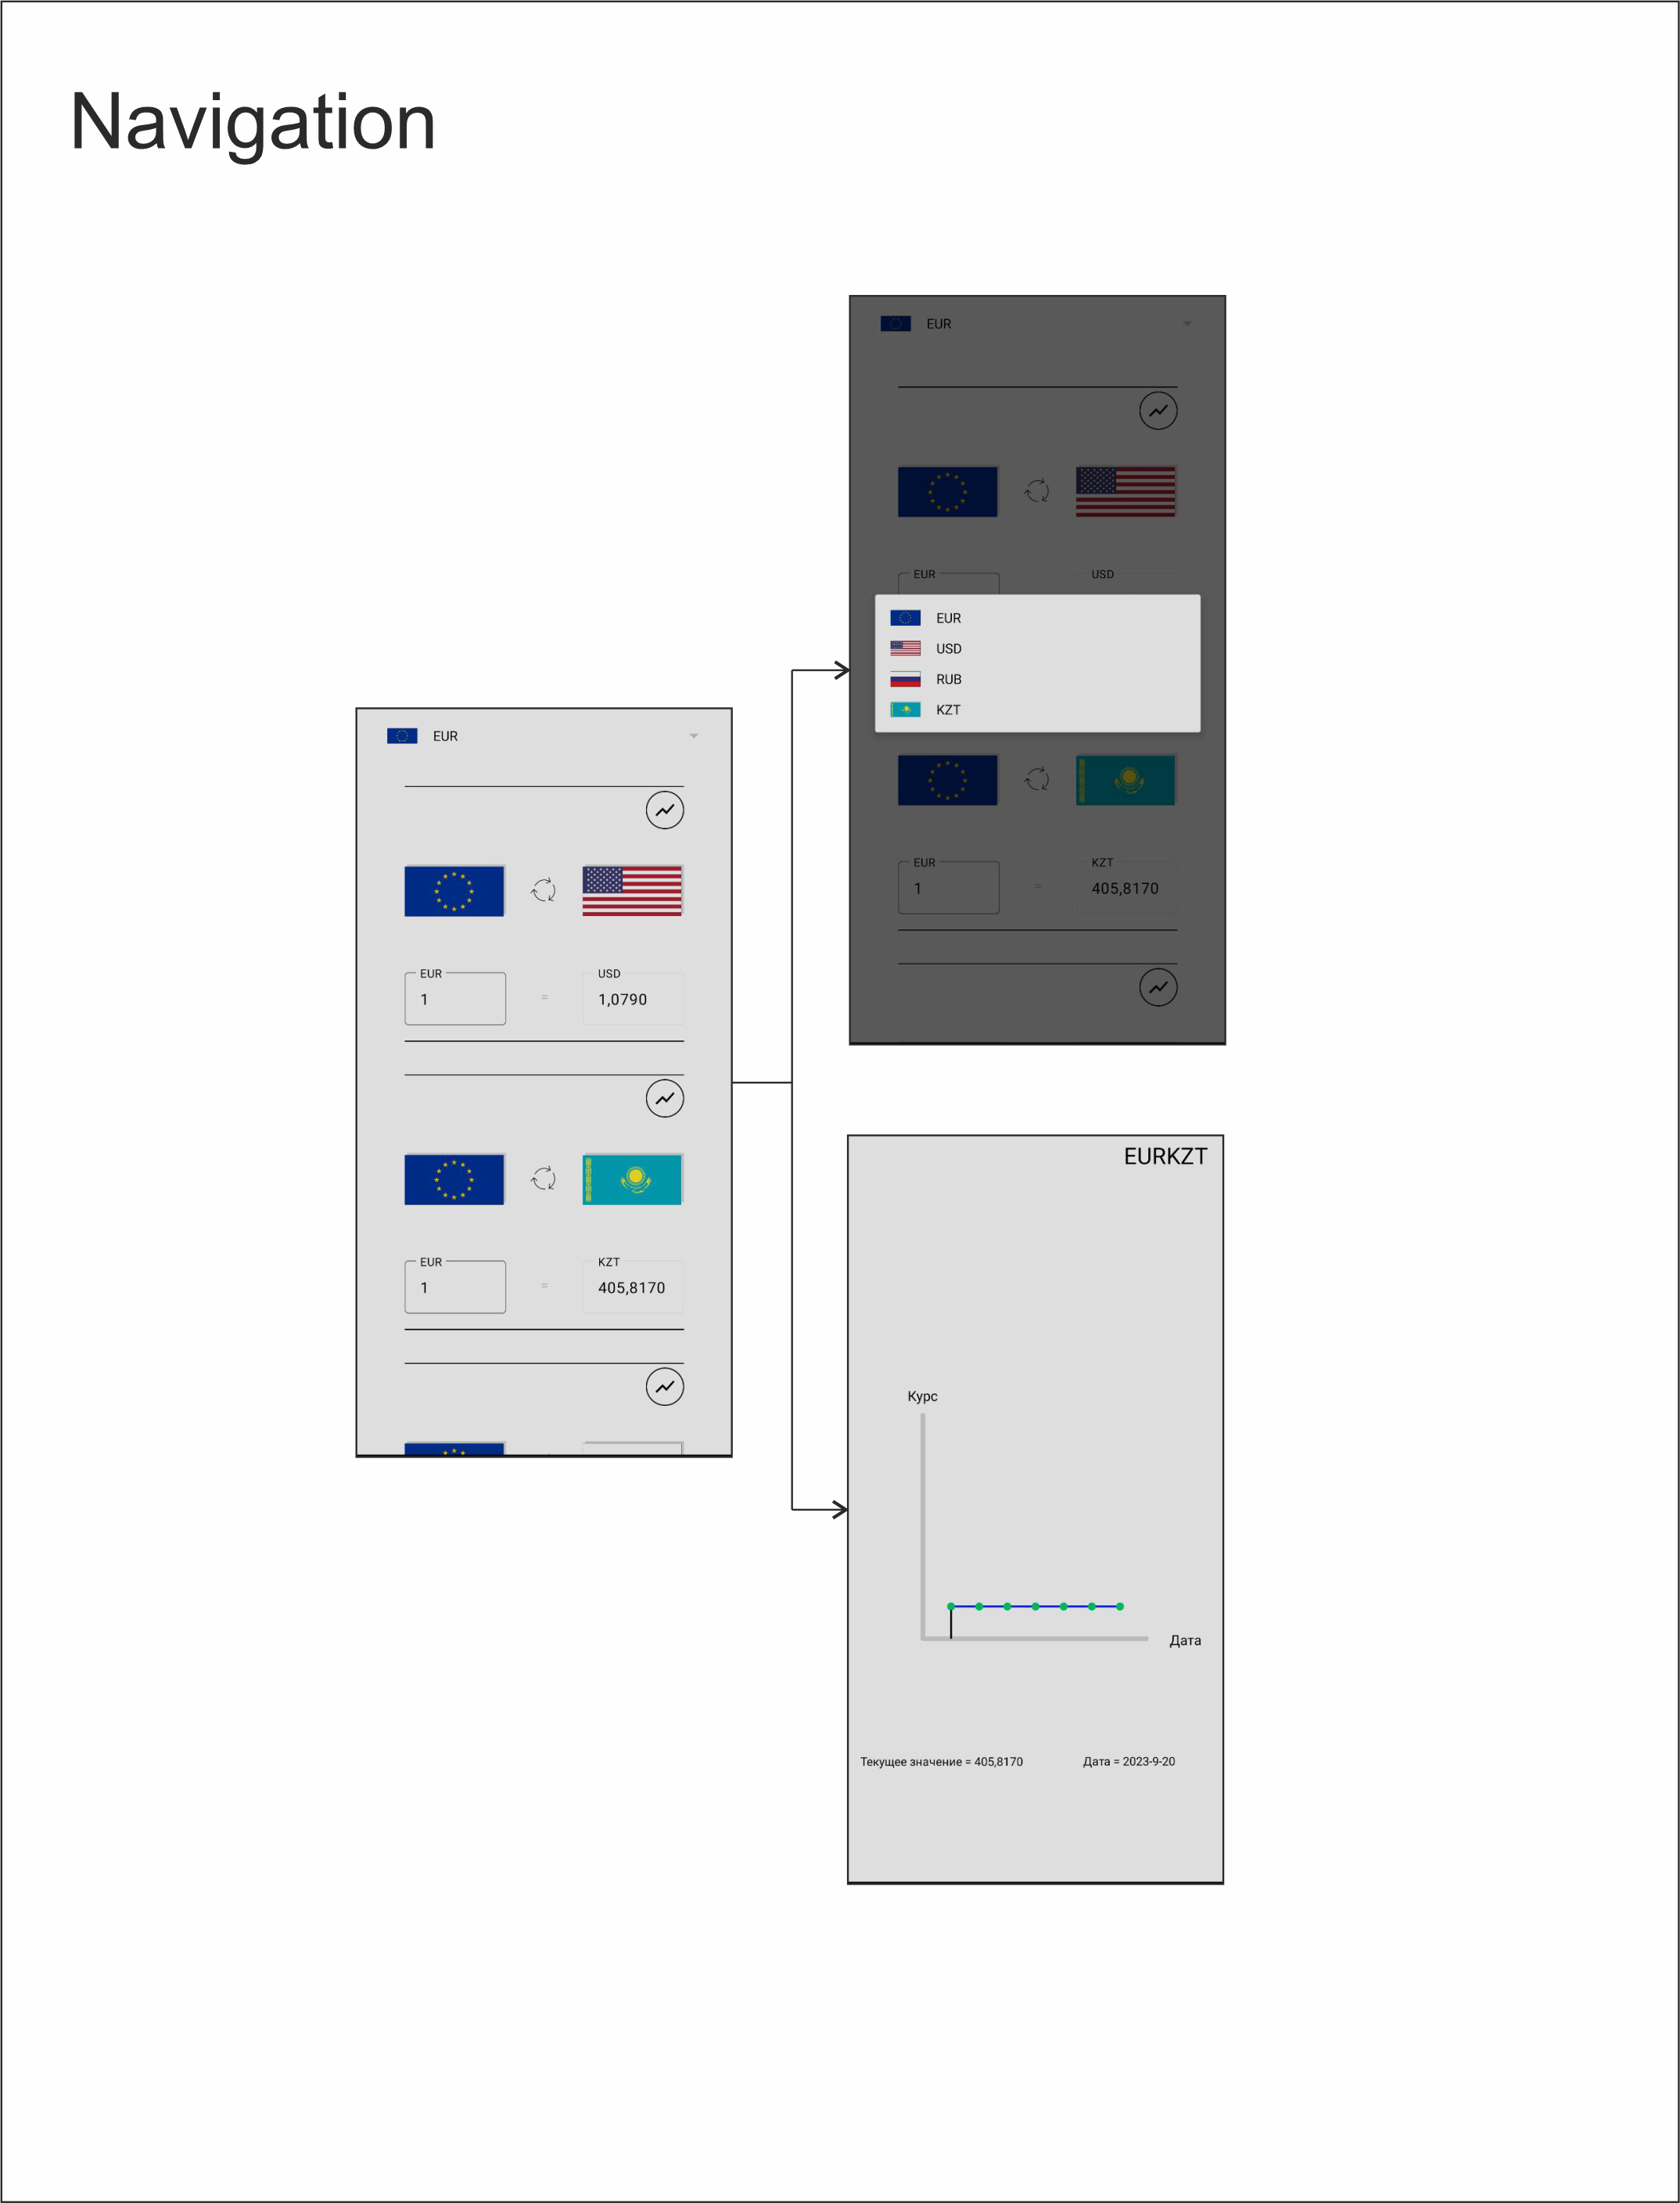 Navigation
EUR
EUR USD
1 = 1,0790
EUR KZT
1 = 405,8170
EUR
EUR USD
EUR
USD
RUB
KZT
EUR KZT
1 = 405,8170
EURKZT
Курс
Дата
Текущее значение = 405,8170 Дата = 2023-9-20